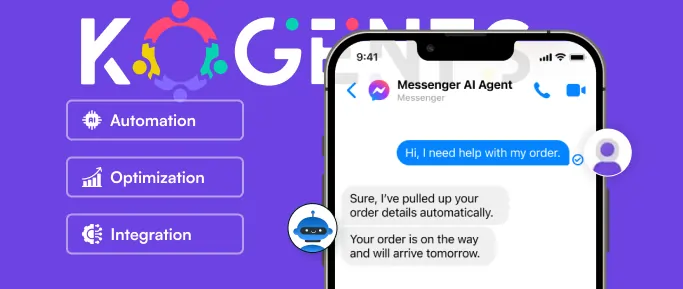 KOGENTS
Automation
Optimization
Integration
9:41
Messenger AI Agent
Messenger
Hi, I need help with my order.
Sure, I've pulled up your
order details automatically.
Your order is on the way
and will arrive tomorrow.
AI